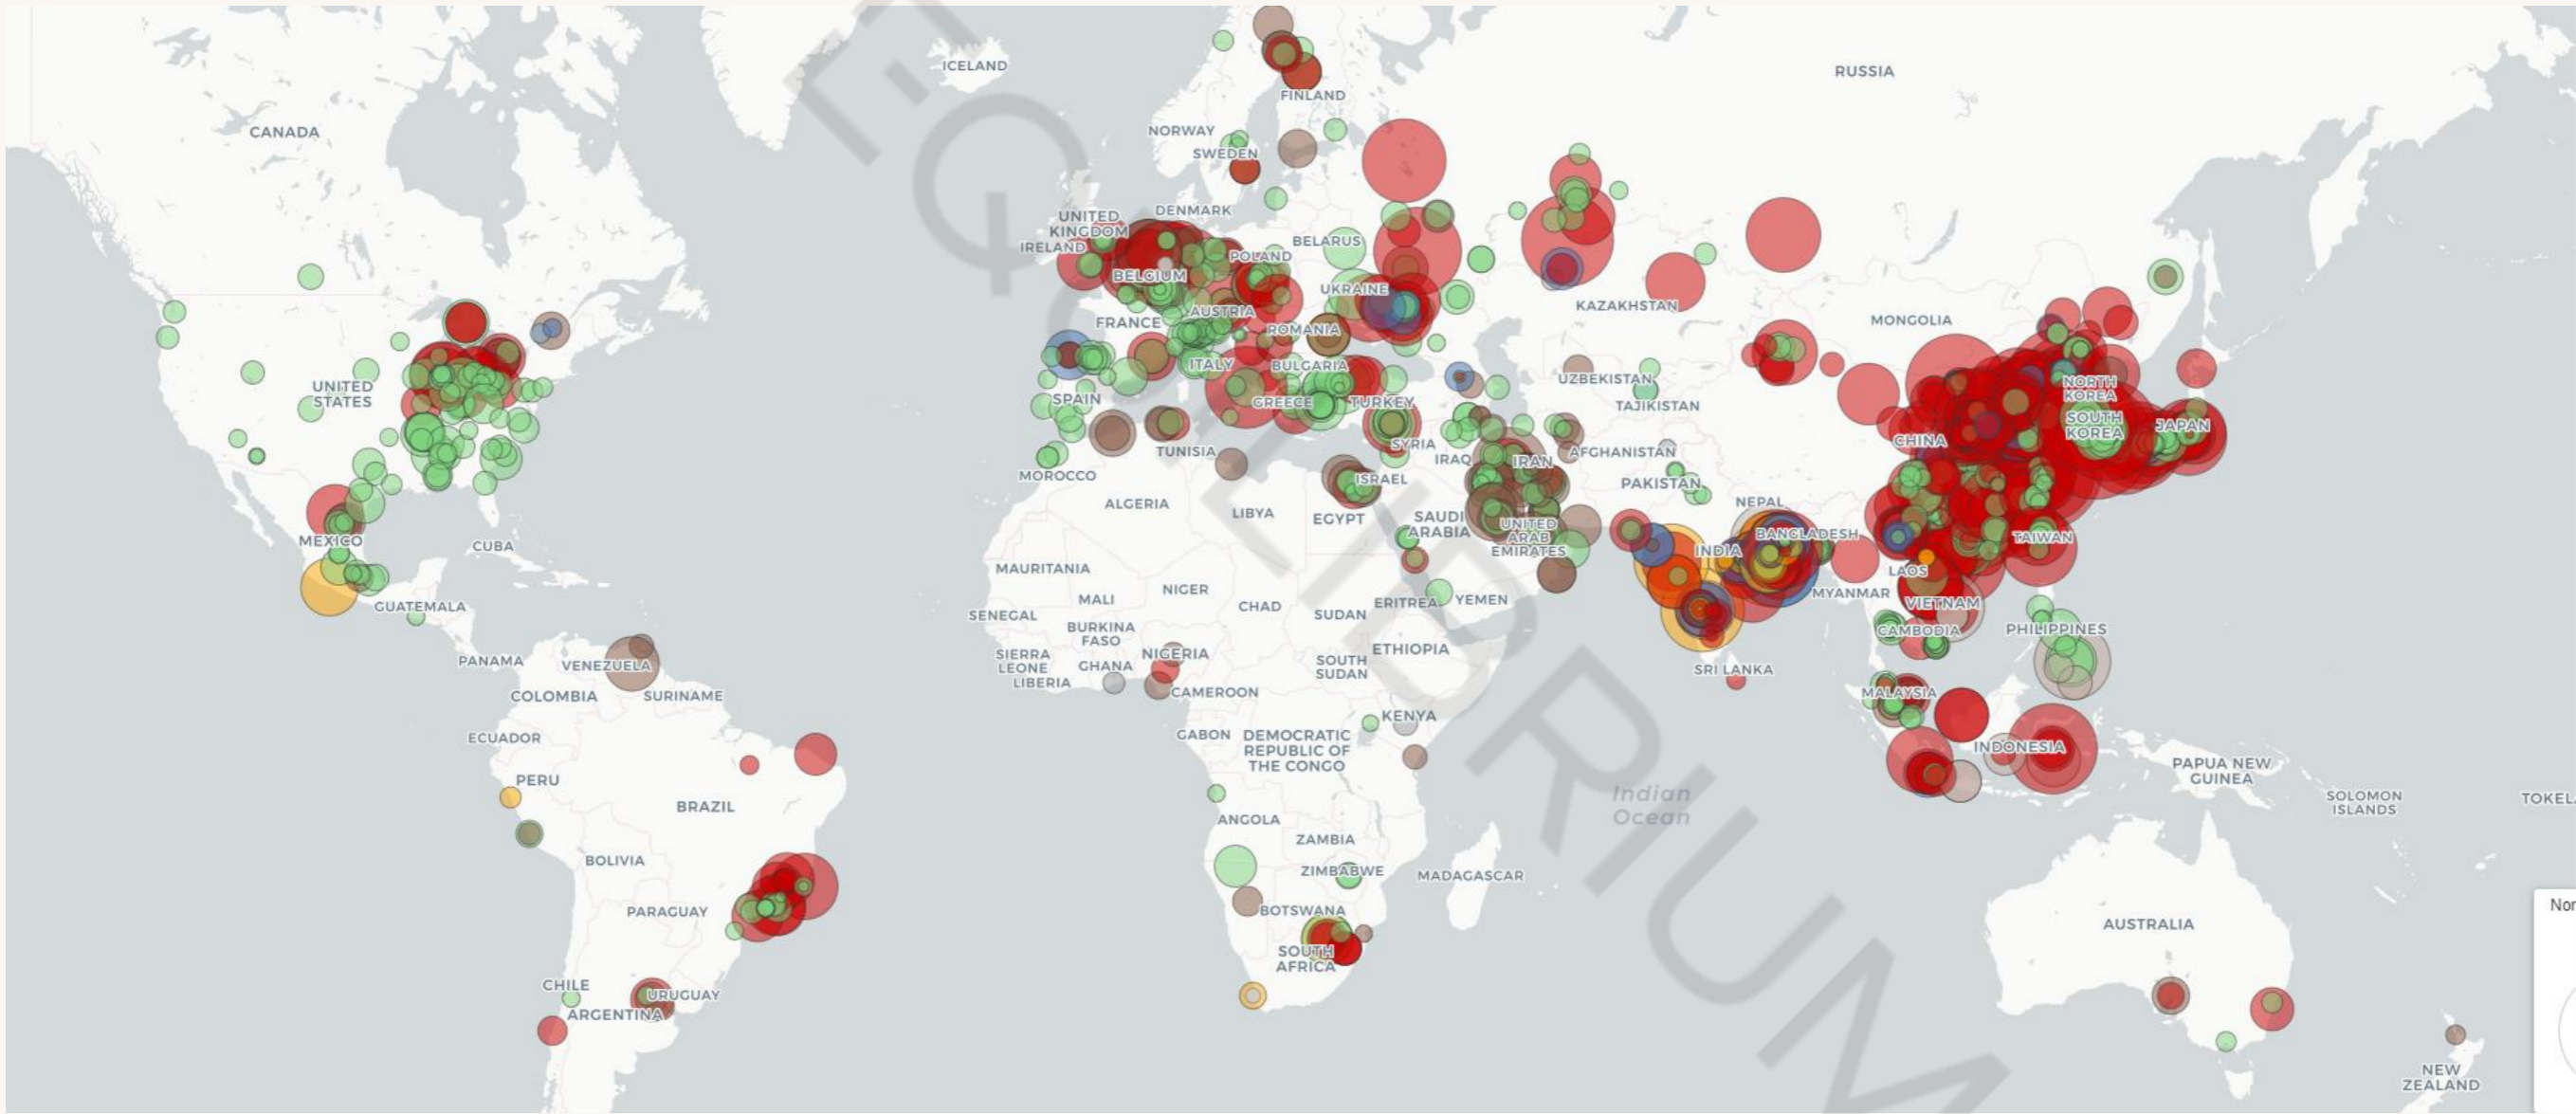 ICELAND
RUSSIA
FINLAND
CANADA
NORWAY
SWEDEN
DENMARK
UNITED
KINGDOM
IRELAND
BELARUS
POLAND
BELGIUM
UKRAINE
KAZAKHSTAN
AUSTRIA
FRANCE
ROMANIA
MONGOLIA
ITALY
BULGARIA
UZBEKISTAN
UNITED
STATES
NORTH
KOREA
SPAIN
GREECE
TURKEY
TAJIKISTAN
SOUTH
KOREA
JAPAN
CHINA
SYRIA
TUNISIA
IRAQ
IRAN
AFGHANISTAN
MOROCCO
ISRAEL
PAKISTAN
ALGERIA
LIBYA
EGYPT
NEPAL
SAUDI
ARABIA
UNITED
ARAB
EMIRATES
BANGLADESH
TAIWAN
MEXICO
CUBA
INDIA
MAURITANIA
LAOS
NIGER
MALI
CHAD
SUDAN
ERITREA
YEMEN
MYANMAR
VIETNAM
GUATEMALA
SENEGAL
BURKINA
FASO
CAMBODIA
PHILIPPINES
ETHIOPIA
PANAMA
VENEZUELA
SIERRA
LEONE
GHANA
NIGERIA
SOUTH
SUDAN
SRI LANKA
LIBERIA
CAMEROON
COLOMBIA
SURINAME
MALAYSIA
KENYA
ECUADOR
GABON
DEMOCRATIC
REPUBLIC OF
THE CONGO
INDONESIA
PAPUA NEW
GUINEA
PERU
BRAZIL
Indian
Ocean
SOLOMON
ISLANDS
TOKEL
ANGOLA
ZAMBIA
BOLIVIA
ZIMBABWE
MADAGASCAR
PARAGUAY
BOTSWANA
AUSTRALIA
Nor
SOUTH
AFRICA
CHILE
URUGUAY
ARGENTINA
NEW
ZEALAND
EQUILIBRIUM